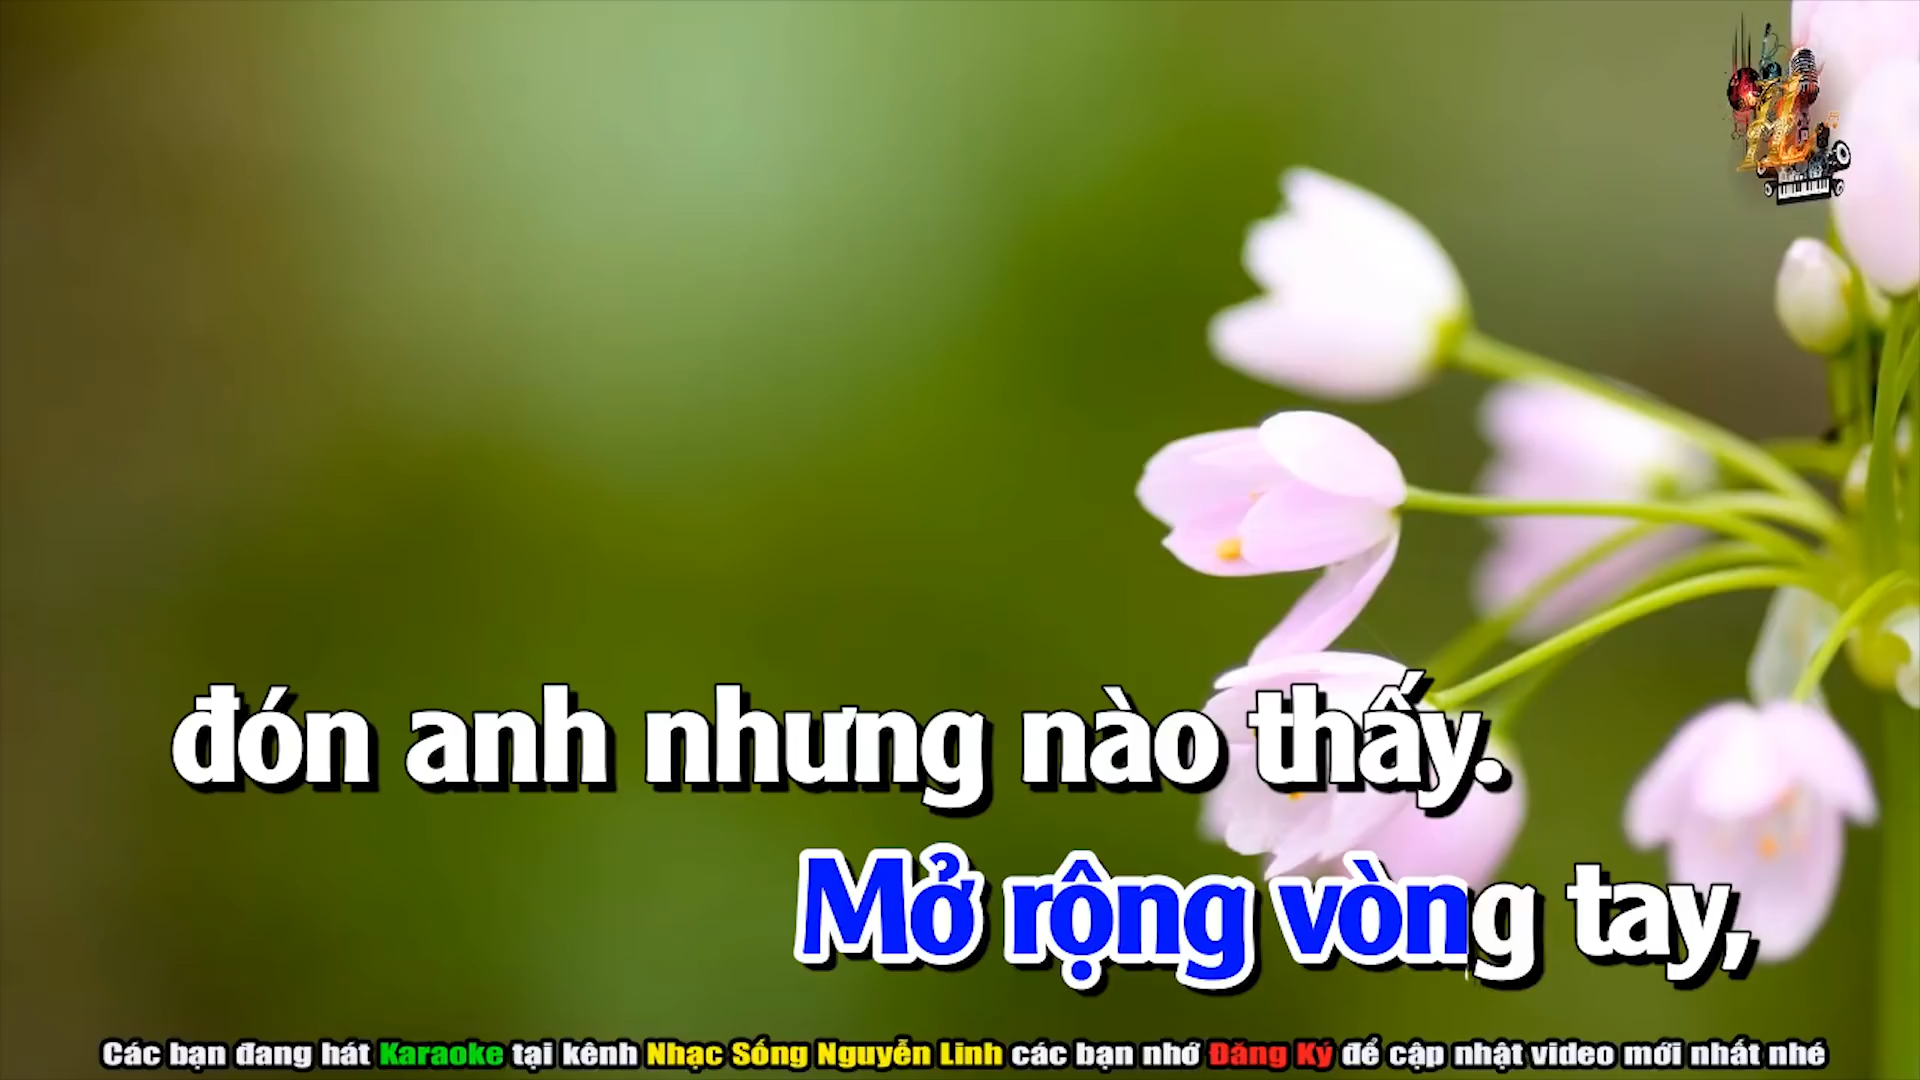 đón anh nhưng nào thấy.
Mở rộng vòng tay,
Các bạn đang hát Karaoke tại kênh Nhạc Sống Nguyễn Linh các bạn nhớ Đăng Ký để cập nhật video mới nhất nhé